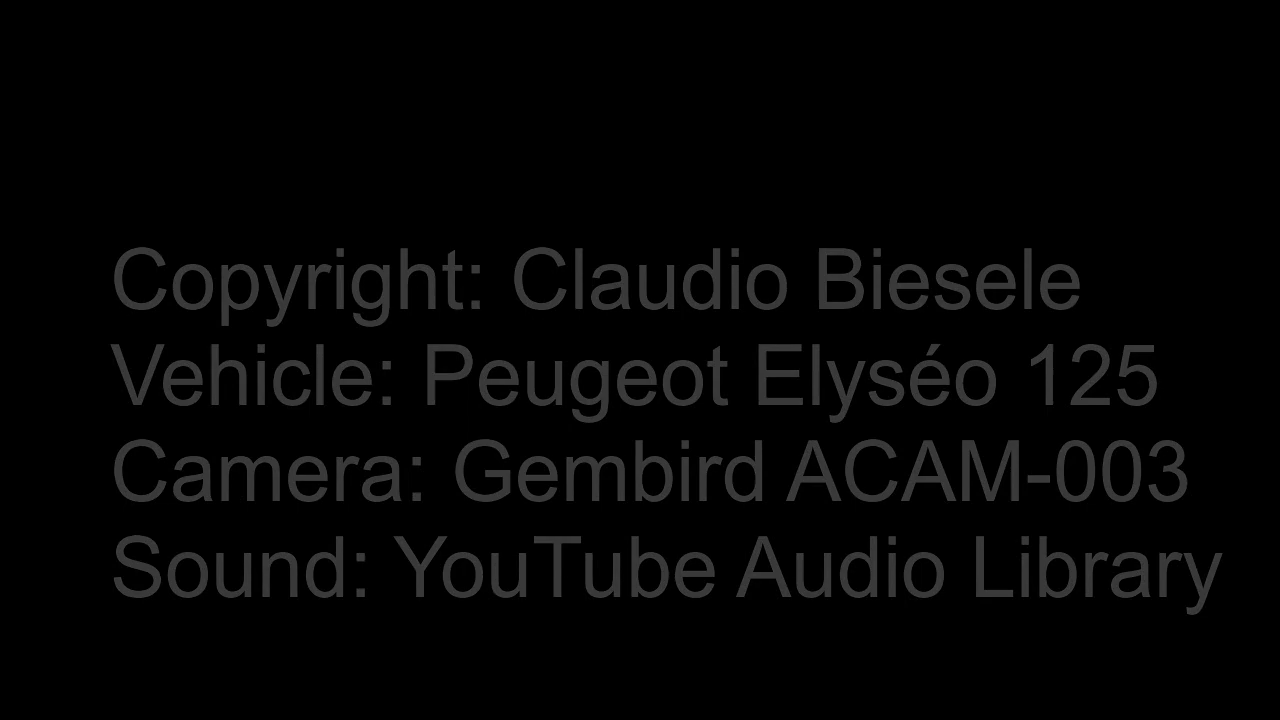 Copyright: Claudio Biesele
Vehicle: Peugeot Elyséo 125
Camera: Gembird ACAM-003
Sound: YouTube Audio Library